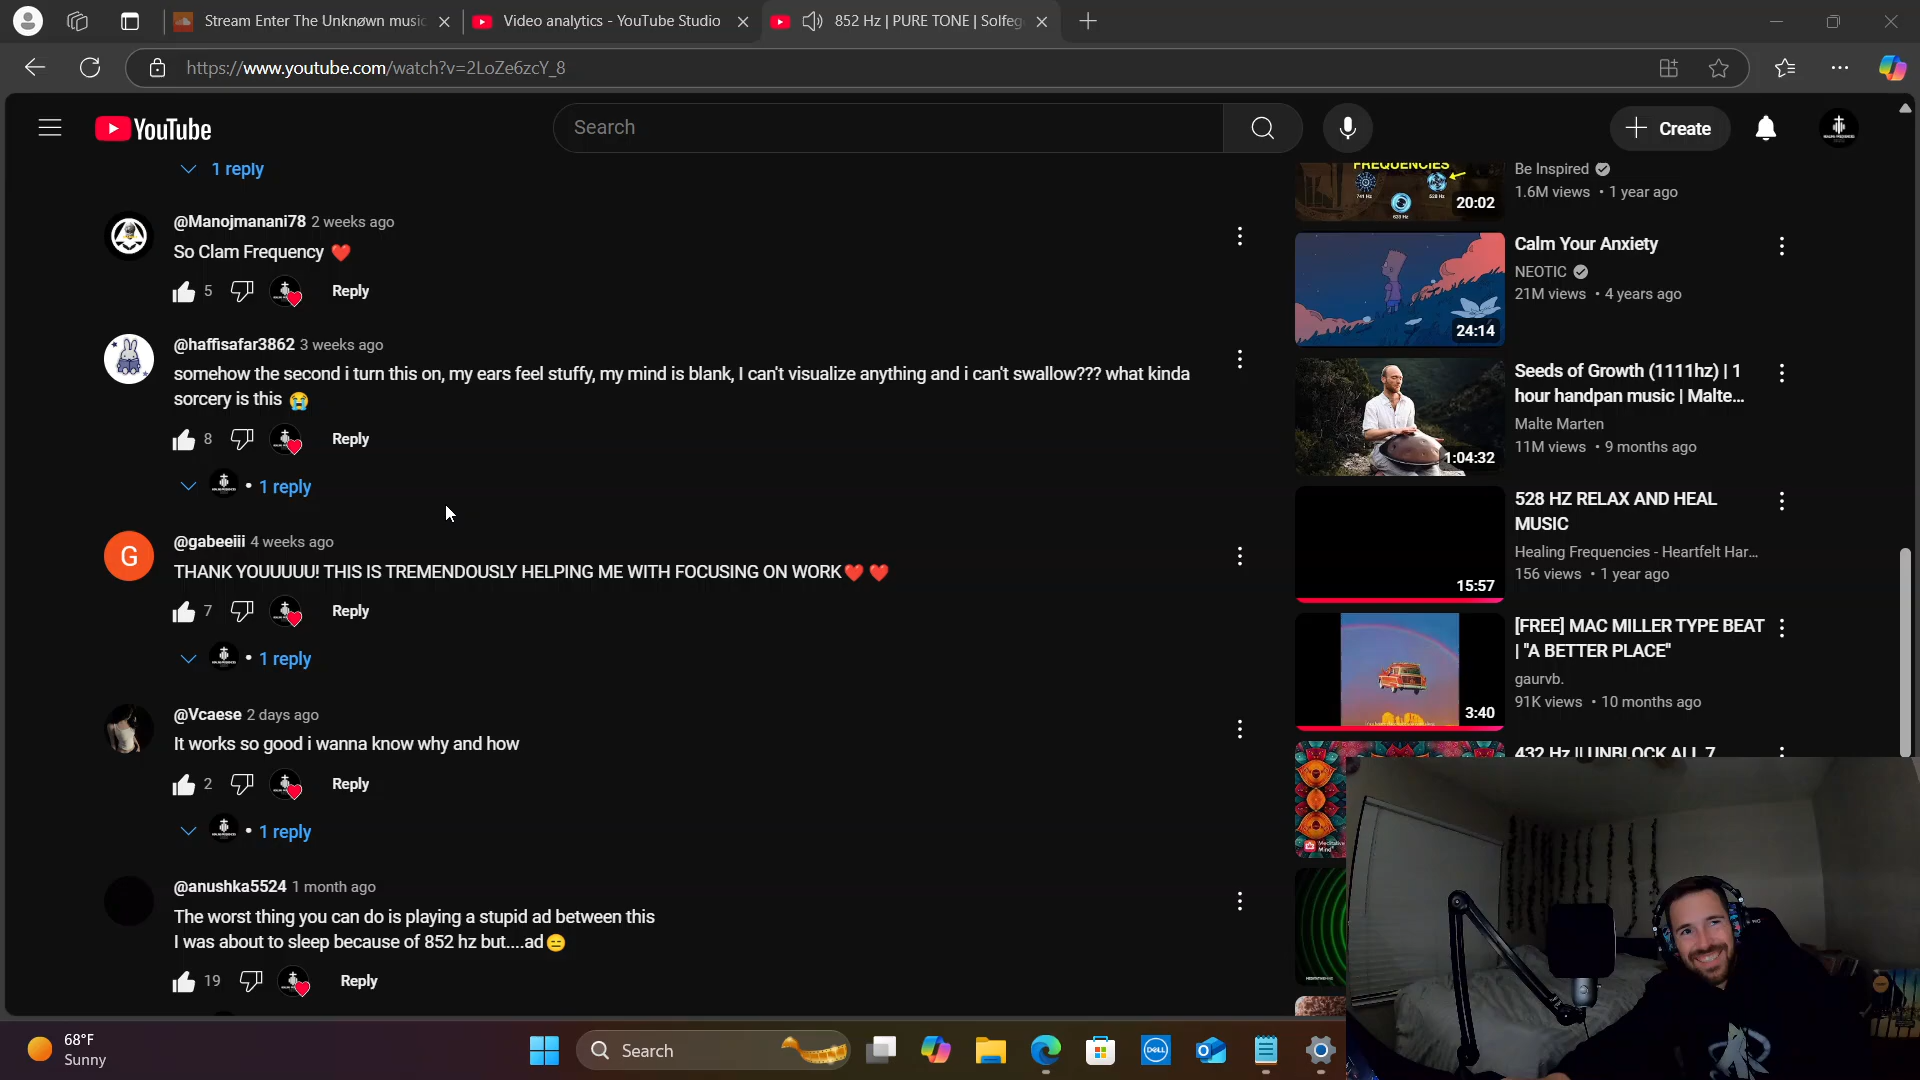 Stream Enter The Unknøwn music
Video analytics - YouTube Studio
852 Hz | PURE TONE | Solfeg
https://www.youtube.com/watch?v=2LoZe6zcY_8
YouTube
Search
Create
1 reply
@Manojmanani78 2 weeks ago
So Clam Frequency ❤️
5
Reply
@haffisafar3862 3 weeks ago
somehow the second i turn this on, my ears feel stuffy, my mind is blank, I can't visualize anything and i can't swallow??? what kinda
sorcery is this 😭
8
Reply
• 1 reply
@gabeeiii 4 weeks ago
THANK YOUUUUU! THIS IS TREMENDOUSLY HELPING ME WITH FOCUSING ON WORK❤️ ❤️
7
Reply
• 1 reply
@Vcaese 2 days ago
It works so good i wanna know why and how
2
Reply
• 1 reply
@anushka5524 1 month ago
The worst thing you can do is playing a stupid ad between this
I was about to sleep because of 852 hz but....ad😑
19
Reply
G
FREQUENCIES
20:02
Be Inspired
1.6M views • 1 year ago
24:14
Calm Your Anxiety
NEOTIC
21M views • 4 years ago
1:04:32
Seeds of Growth (1111hz) | 1
hour handpan music | Malte...
Malte Marten
11M views • 9 months ago
15:57
528 HZ RELAX AND HEAL
MUSIC
Healing Frequencies - Heartfelt Har...
156 views • 1 year ago
3:40
[FREE] MAC MILLER TYPE BEAT
| "A BETTER PLACE"
gaurvb.
91K views • 10 months ago
432 Hz || UNBLOCK ALL 7
Meditative
Mind
68°F
Sunny
Search
DELL